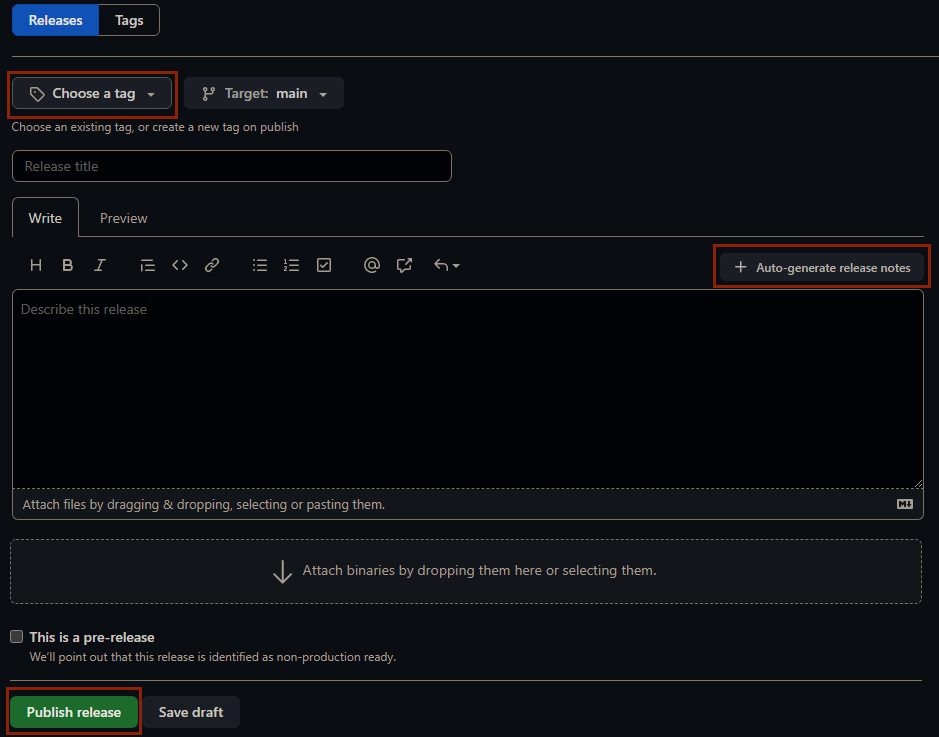 Releases Tags
Choose a tag Target: main
Choose an existing tag, or create a new tag on publish
Release title
Write Preview
H B I @
+ Auto-generate release notes
Describe this release
Attach files by dragging & dropping, selecting or pasting them.
Attach binaries by dropping them here or selecting them.
This is a pre-release
We'll point out that this release is identified as non-production ready.
Publish release Save draft